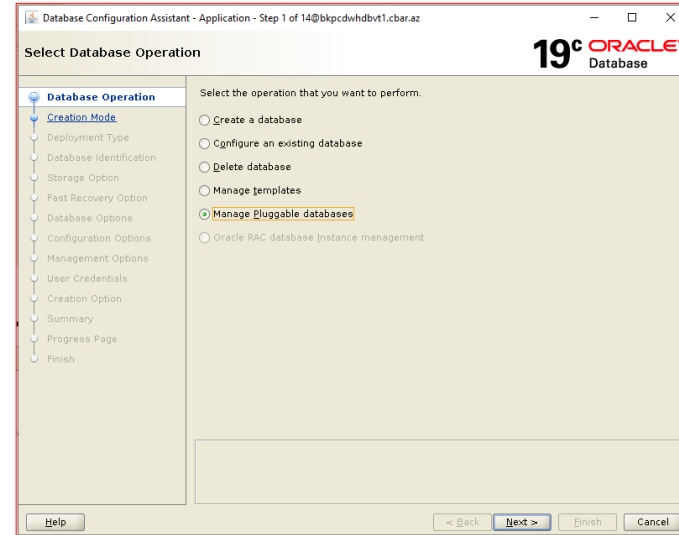 Database Configuration Assistant - Application - Step 1 of 14@bkpcdwhdbvt1.cbar.az
Select Database Operation
19c ORACLE
Database
Database Operation
Creation Mode
Deployment Type
Database Identification
Storage Option
Fast Recovery Option
Database Options
Configuration Options
Management Options
User Credentials
Creation Option
Summary
Progress Page
Finish
Select the operation that you want to perform.
Create a database
Configure an existing database
Delete database
Manage templates
Manage Pluggable databases
Oracle RAC database Instance management
Help
< Back
Next >
Finish
Cancel